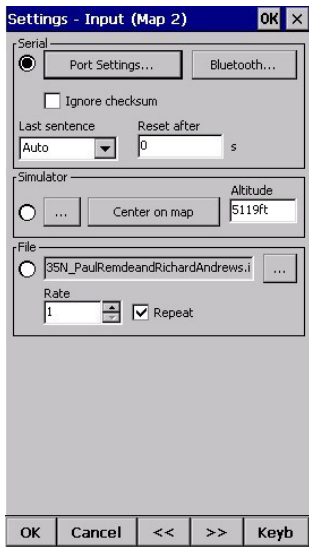 Settings - Input (Map 2) OK ×
Serial
Port Settings... Bluetooth...
Ignore checksum
Last sentence Reset after
Auto 0 s
Simulator
Altitude
... Center on map 5119ft
File
35N_PaulRemdeandRichardAndrews.i ...
Rate
1 Repeat
OK Cancel << >> Keyb